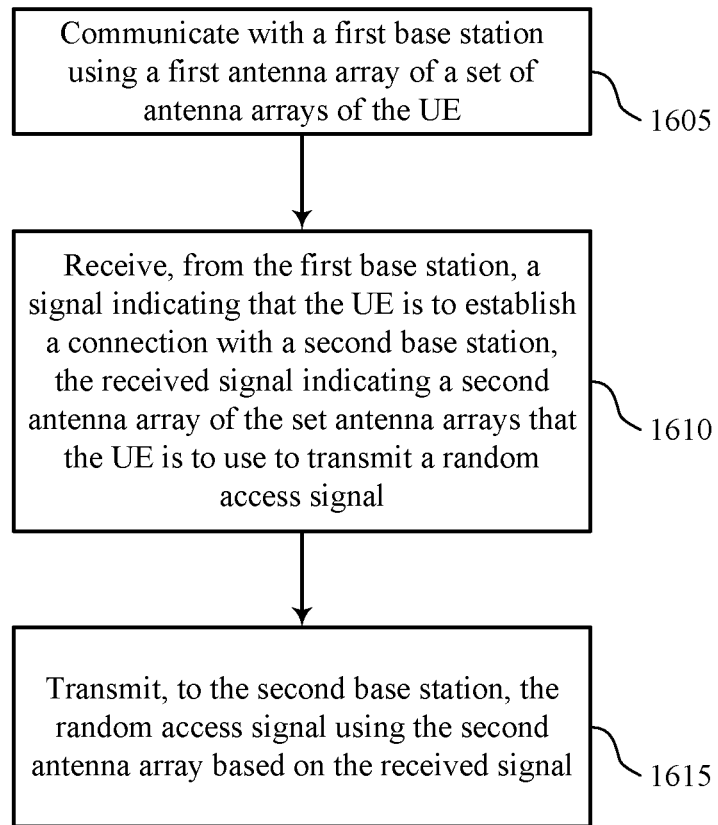 Communicate with a first base station
using a first antenna array of a set of
antenna arrays of the UE
1605
Receive, from the first base station, a
signal indicating that the UE is to establish
a connection with a second base station,
the received signal indicating a second
antenna array of the set antenna arrays that
the UE is to use to transmit a random
access signal
1610
Transmit, to the second base station, the
random access signal using the second
antenna array based on the received signal
1615